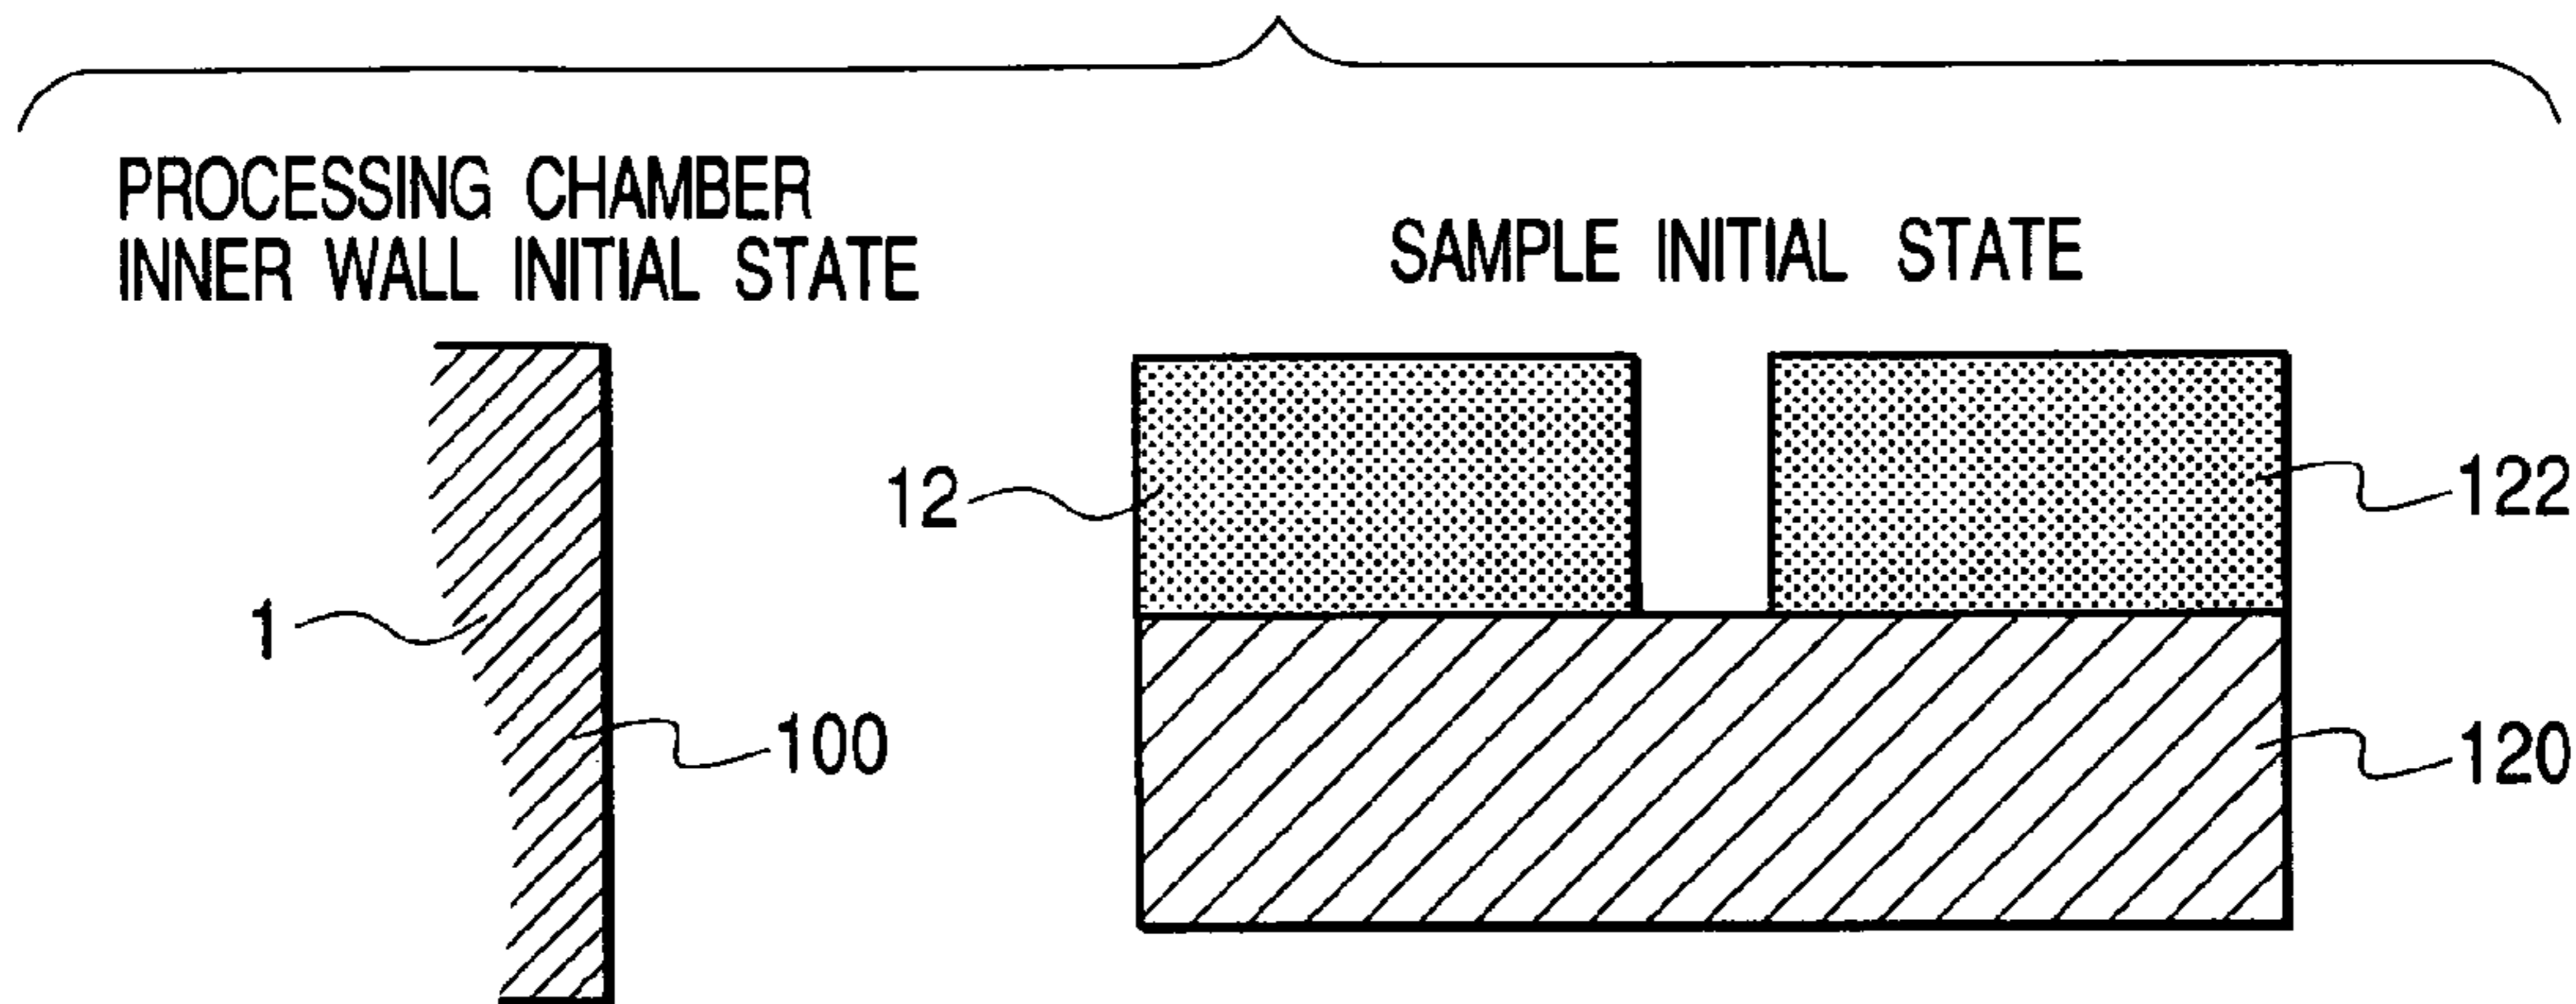 PROCESSING CHAMBER
INNER WALL INITIAL STATE
SAMPLE INITIAL STATE
12
122
1
100
120